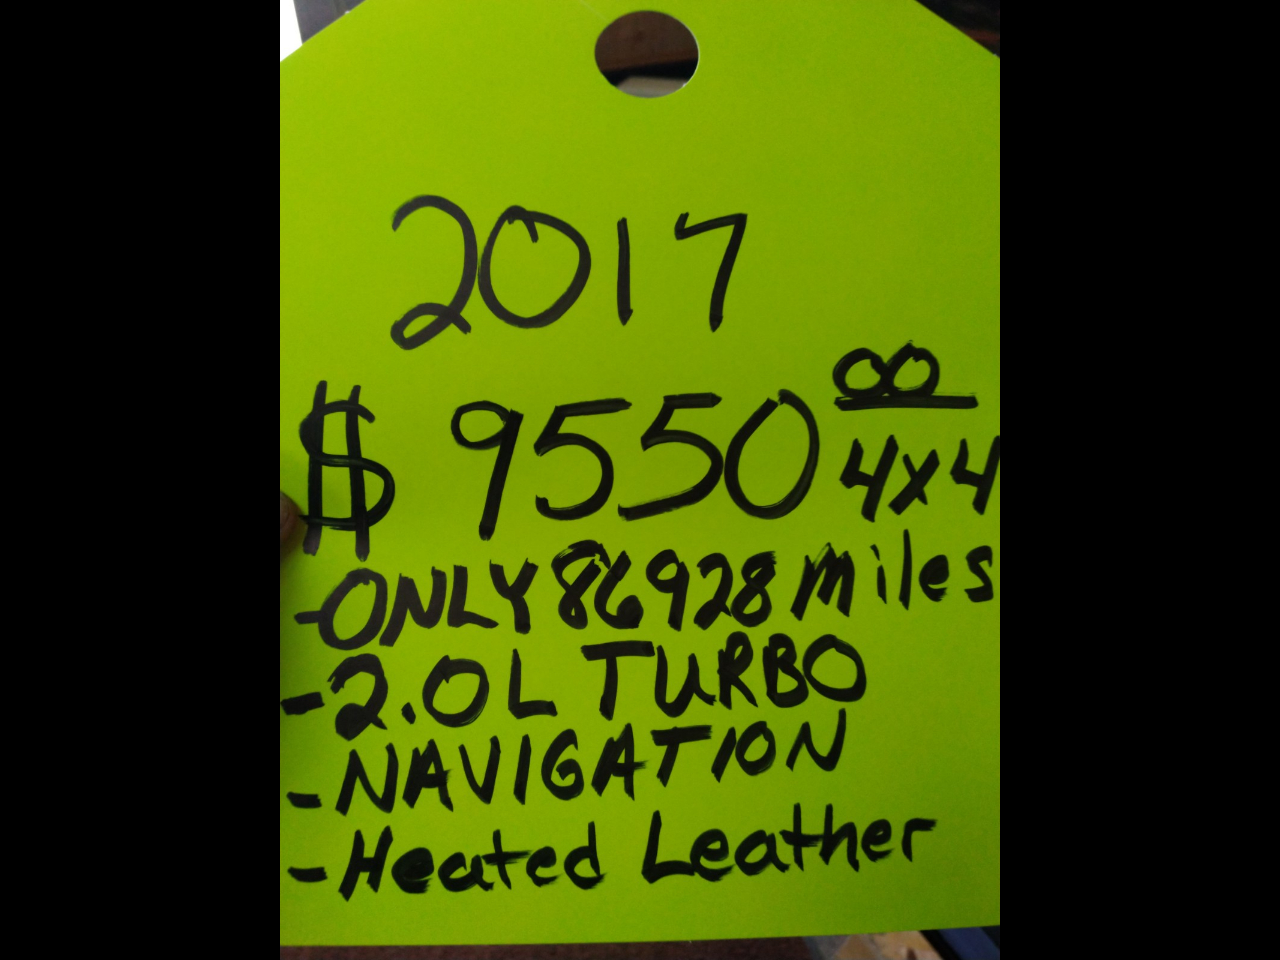 2017
$ 9550 00
4x4
-ONLY 86928 miles
-2.0L TURBO
-NAVIGATION
-Heated Leather